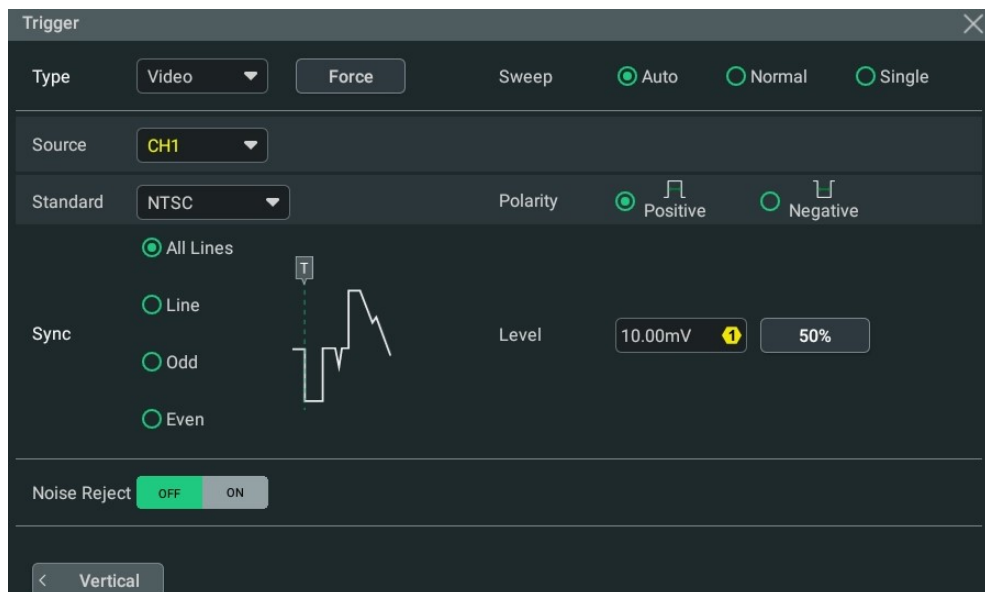 Trigger
Type Video Force Sweep Auto Normal Single
Source CH1
Standard NTSC Polarity Positive Negative
All Lines
T
Line
Sync Level 10.00mV 1 50%
Odd
Even
Noise Reject OFF ON
< Vertical